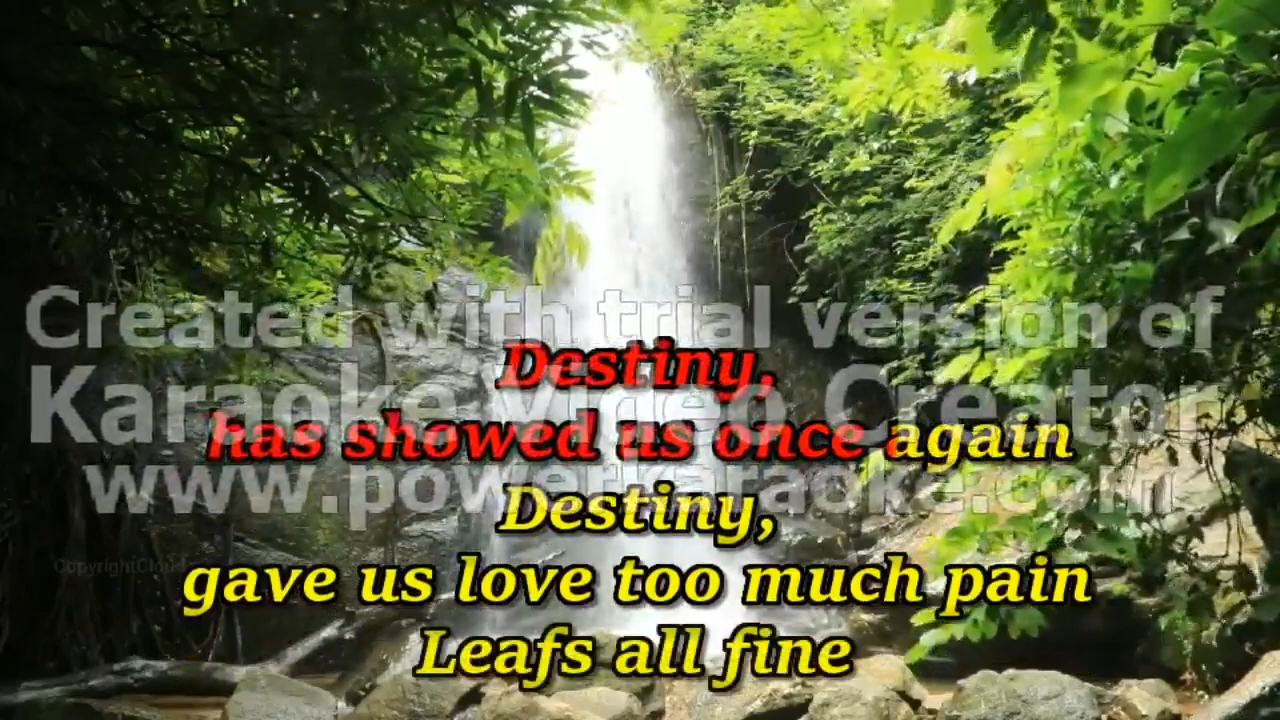 Created with trial version of
Destiny,
Karaoke Video Creator
has showed us once again
www.powerkaraoke.com
Destiny,
CopyrightCloud
gave us love too much pain
Leafs all fine